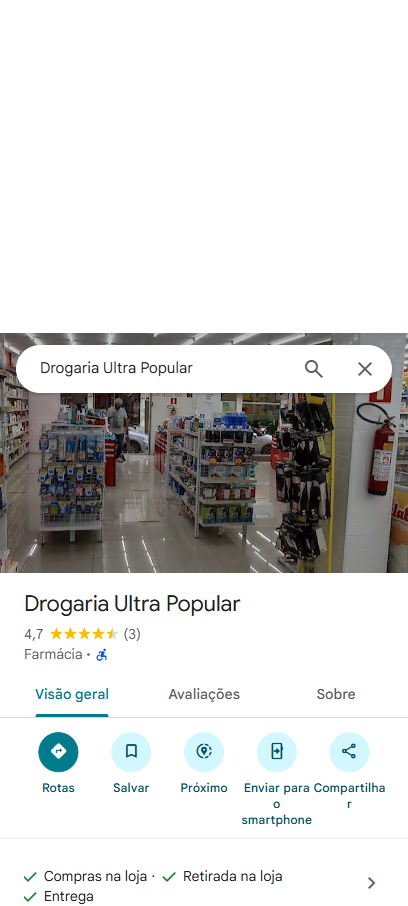 Drogaria Ultra Popular
Drogaria Ultra Popular
4,7 (3)
Farmácia ·
Visão geral Avaliações Sobre
Rotas Salvar Próximo Enviar para o smartphone Compartilhar
Compras na loja · Retirada na loja
Entrega